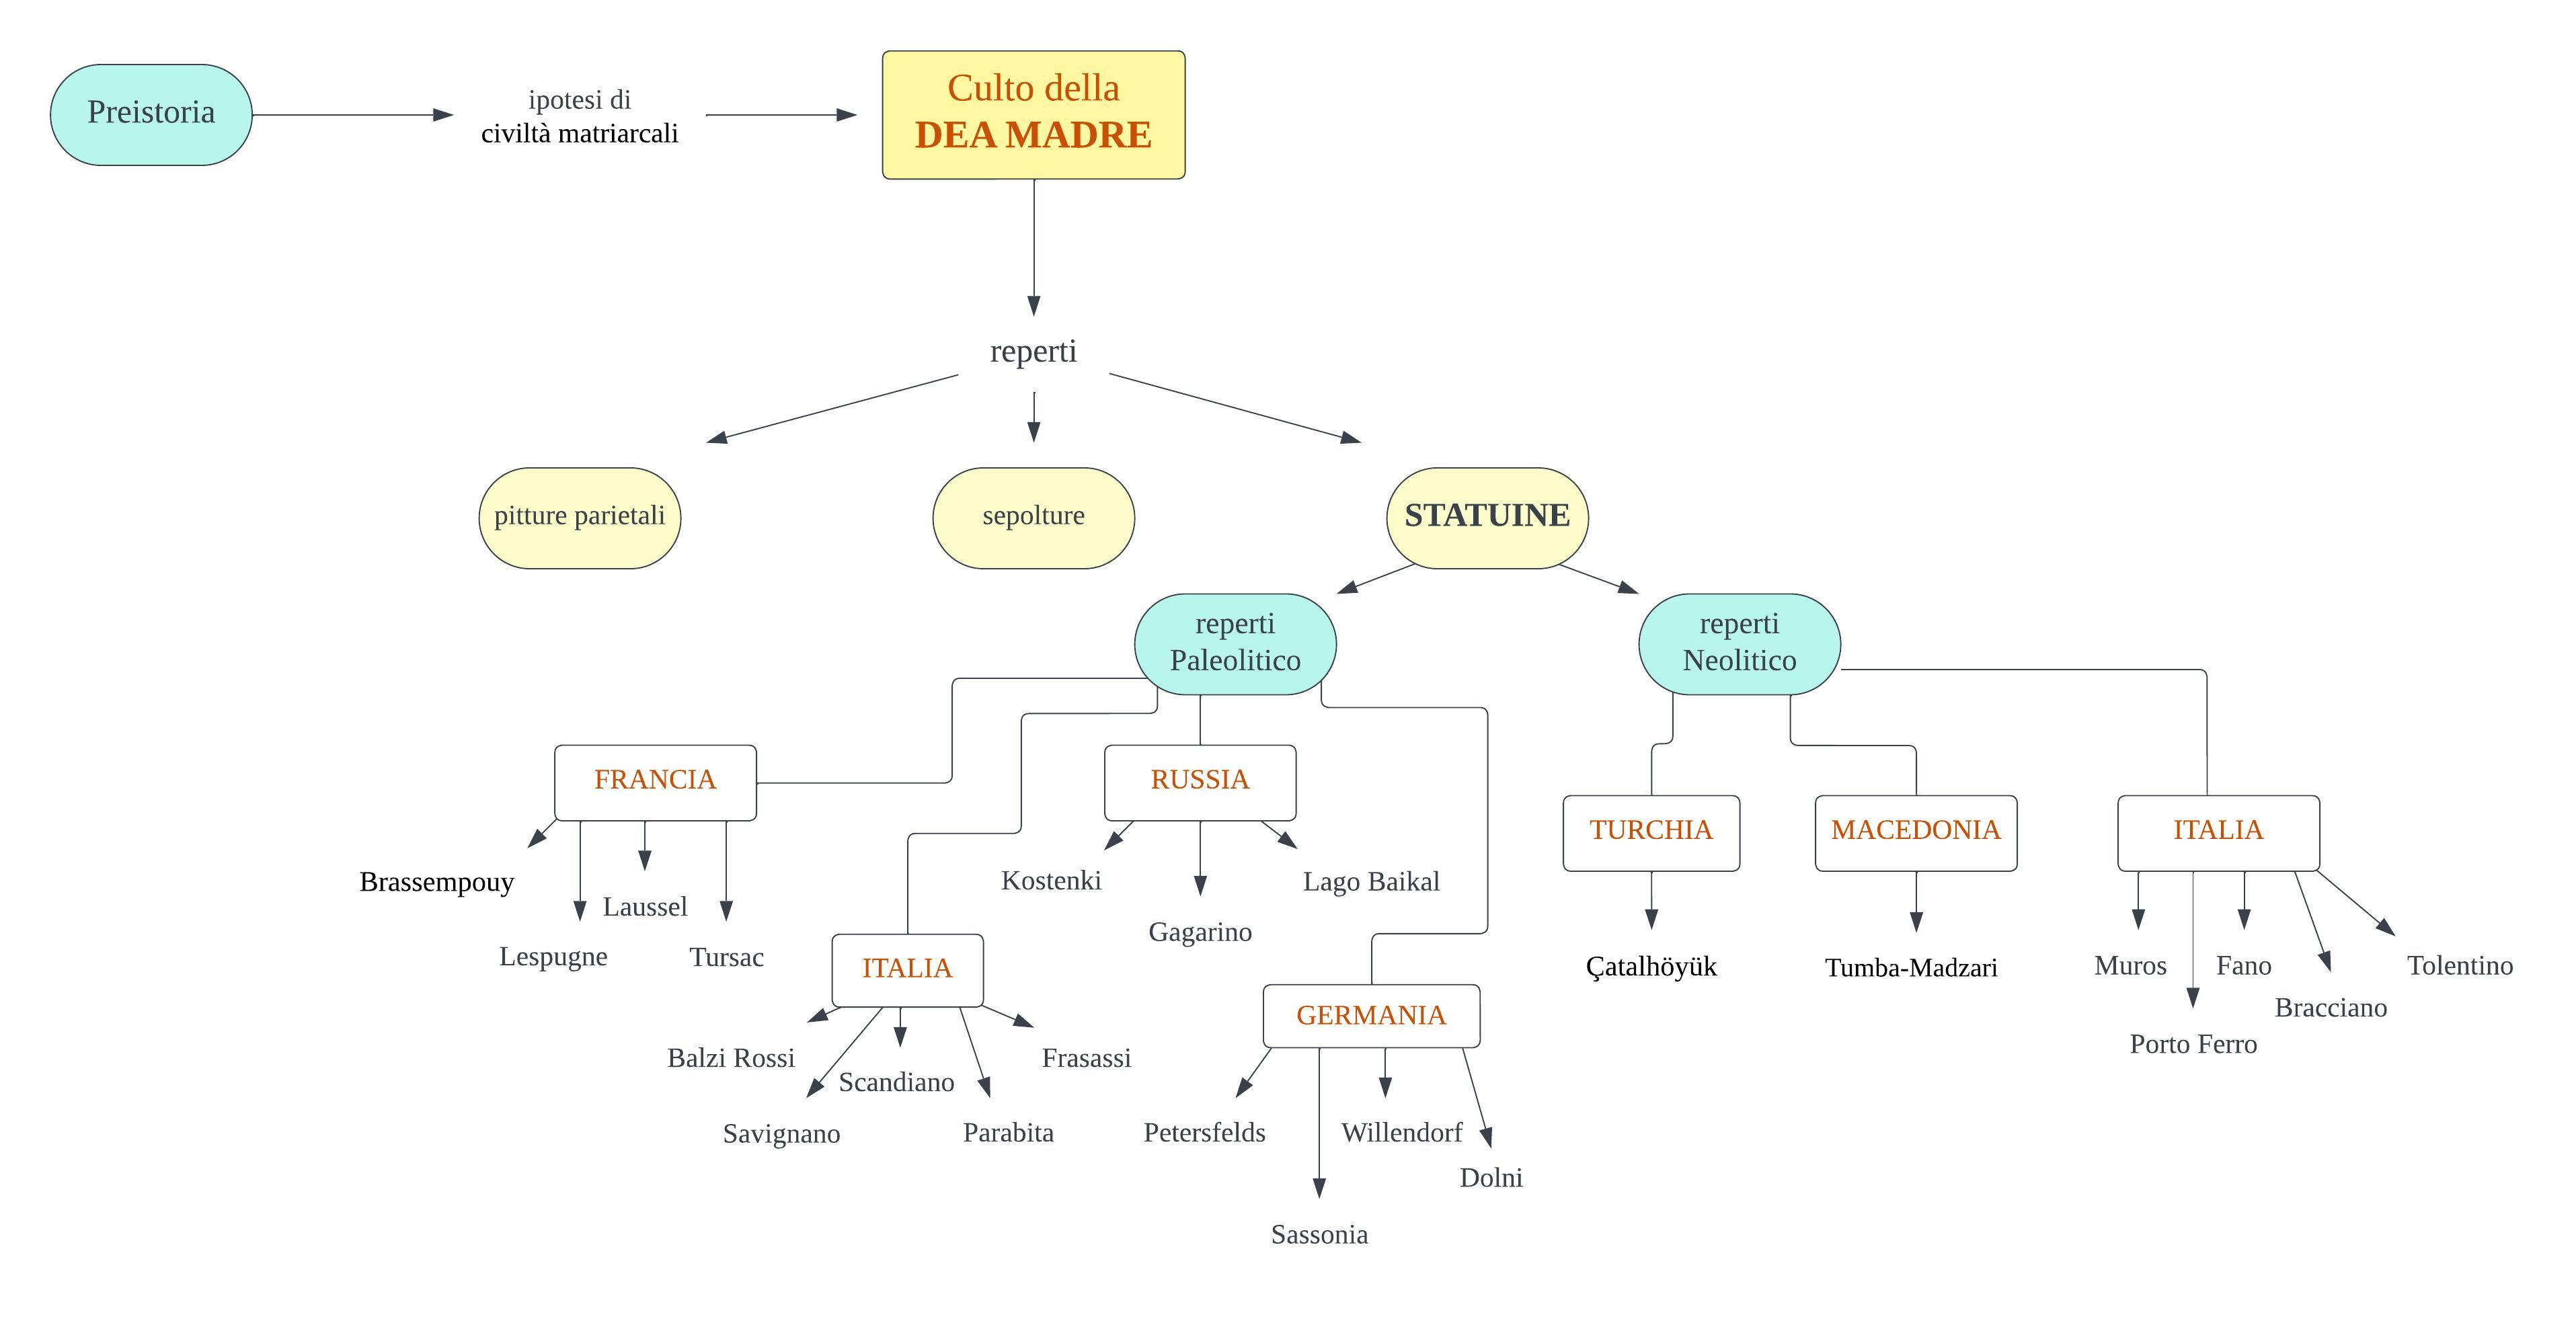 Preistoria
ipotesi di
civiltà matriarcali
Culto della
DEA MADRE
reperti
pitture parietali
sepolture
STATUINE
reperti
Paleolitico
reperti
Neolitico
FRANCIA
Brassempouy
Lespugne
Laussel
Tursac
ITALIA
Balzi Rossi
Savignano
Scandiano
Parabita
Frasassi
RUSSIA
Kostenki
Gagarino
Lago Baikal
GERMANIA
Petersfelds
Sassonia
Willendorf
Dolni
TURCHIA
Çatalhöyük
MACEDONIA
Tumba-Madzari
ITALIA
Muros
Porto Ferro
Fano
Bracciano
Tolentino